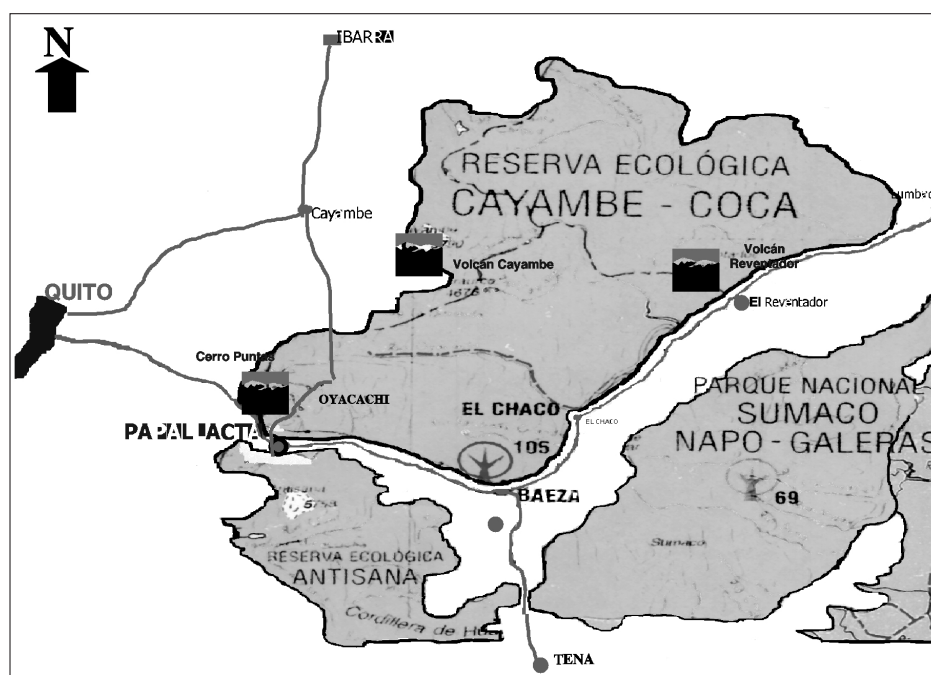 N
IBARRA
RESERVA ECOLÓGICA
CAYAMBE - COCA
Cayambe
Volcán
Reventador
Volcán Cayambe
QUITO
El Reventador
Cerro Puntas
OYACACHI
PARQUE NACIONAL
SUMACO
NAPO - GALERAS
EL CHACO
EL CHACO
PAPALLACTA
105
BAEZA
69
Sumaco
RESERVA ECOLÓGICA
ANTISANA
Cordillera de
TENA